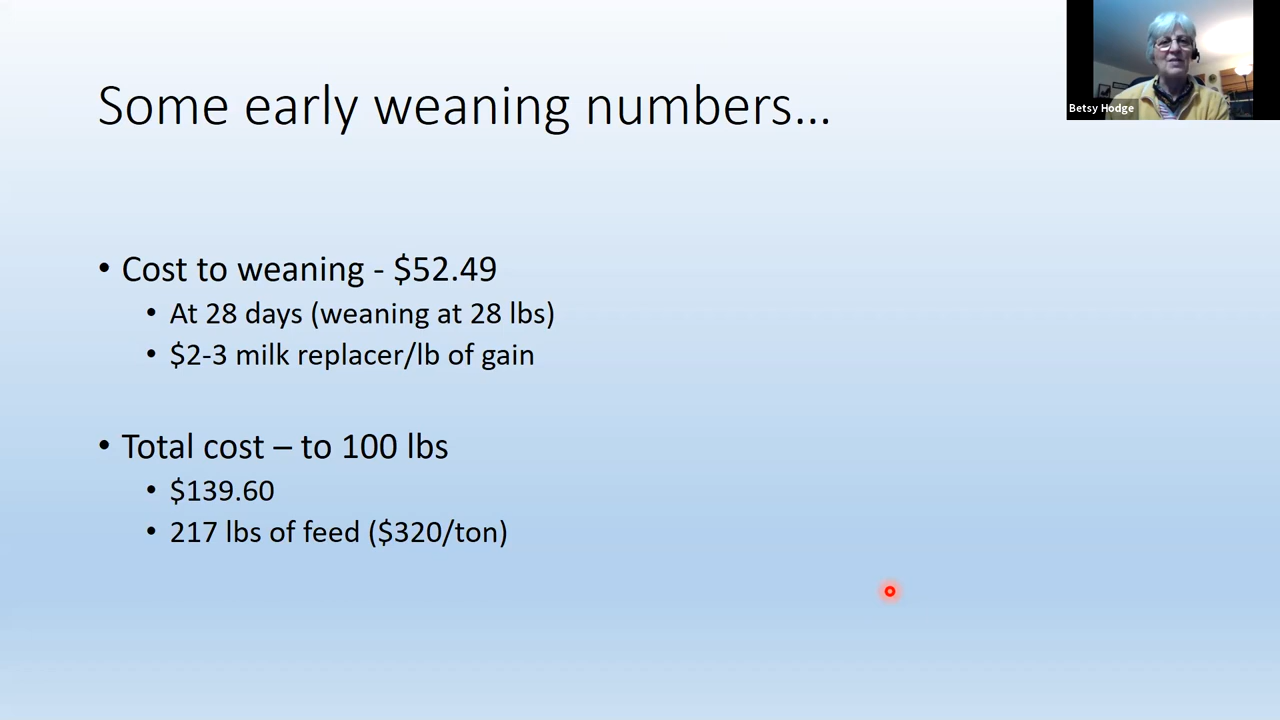 Betsy Hodge
Some early weaning numbers...
• Cost to weaning - $52.49
• At 28 days (weaning at 28 lbs)
• $2-3 milk replacer/lb of gain
• Total cost – to 100 lbs
• $139.60
• 217 lbs of feed ($320/ton)